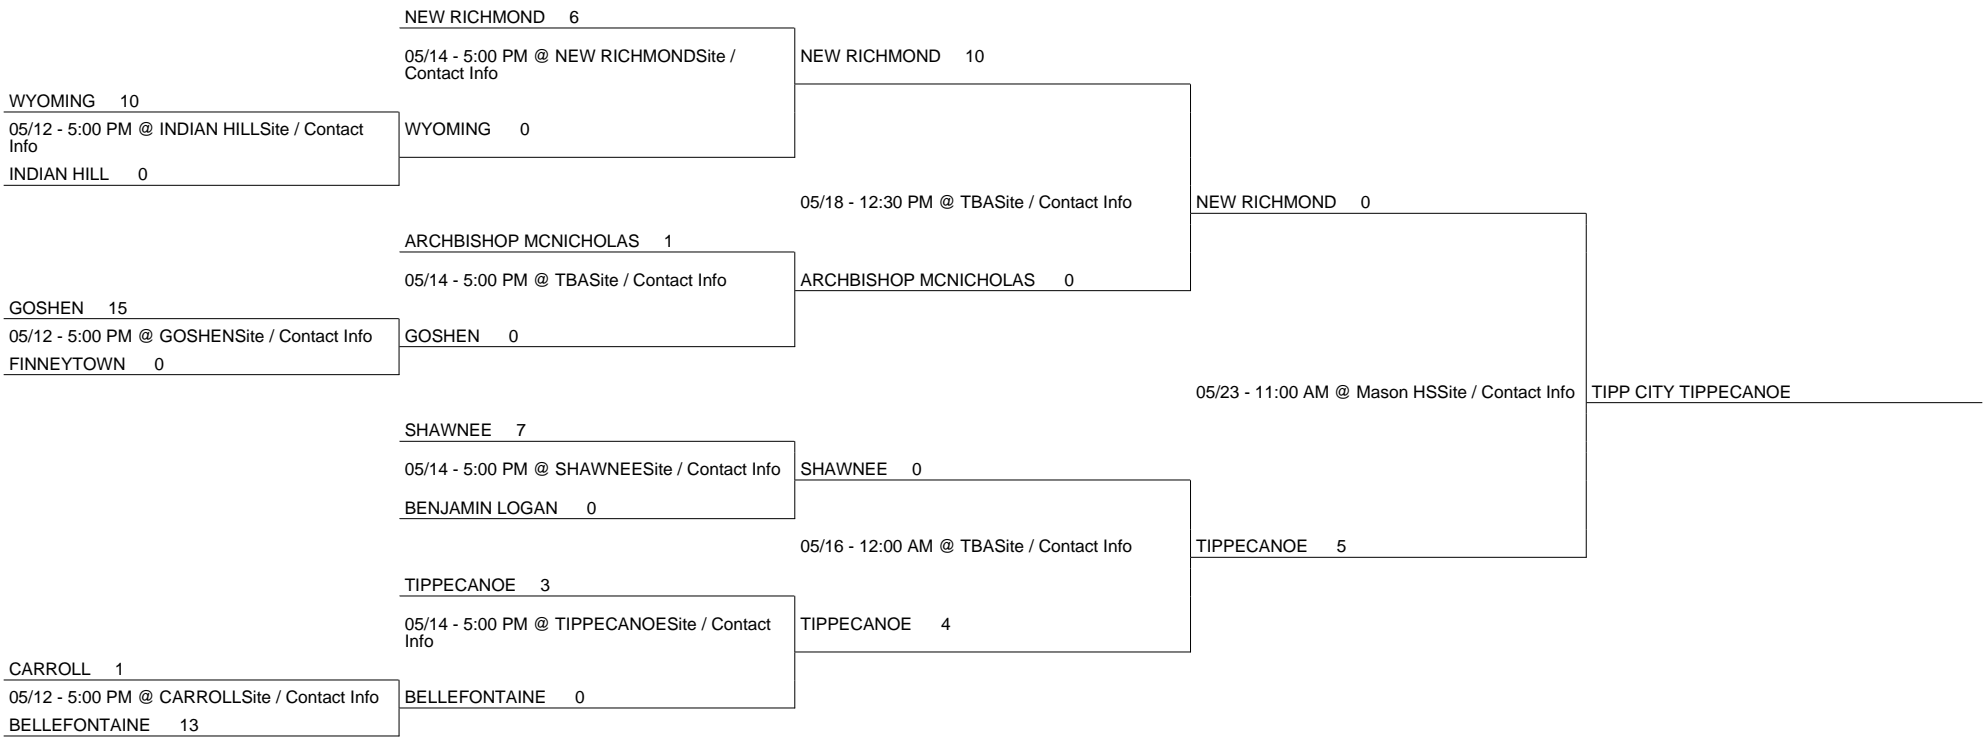 NEW RICHMOND 6
05/14 - 5:00 PM @ NEW RICHMONDSite /
Contact Info
NEW RICHMOND 10
WYOMING 10
05/12 - 5:00 PM @ INDIAN HILLSite / Contact
Info
WYOMING 0
INDIAN HILL 0
05/18 - 12:30 PM @ TBASite / Contact Info
NEW RICHMOND 0
ARCHBISHOP MCNICHOLAS 1
05/14 - 5:00 PM @ TBASite / Contact Info
ARCHBISHOP MCNICHOLAS 0
GOSHEN 15
05/12 - 5:00 PM @ GOSHENSite / Contact Info
GOSHEN 0
FINNEYTOWN 0
05/23 - 11:00 AM @ Mason HSSite / Contact Info
TIPP CITY TIPPECANOE
SHAWNEE 7
05/14 - 5:00 PM @ SHAWNEESite / Contact Info
SHAWNEE 0
BENJAMIN LOGAN 0
05/16 - 12:00 AM @ TBASite / Contact Info
TIPPECANOE 5
TIPPECANOE 3
05/14 - 5:00 PM @ TIPPECANOESite / Contact
Info
TIPPECANOE 4
CARROLL 1
05/12 - 5:00 PM @ CARROLLSite / Contact Info
BELLEFONTAINE 0
BELLEFONTAINE 13